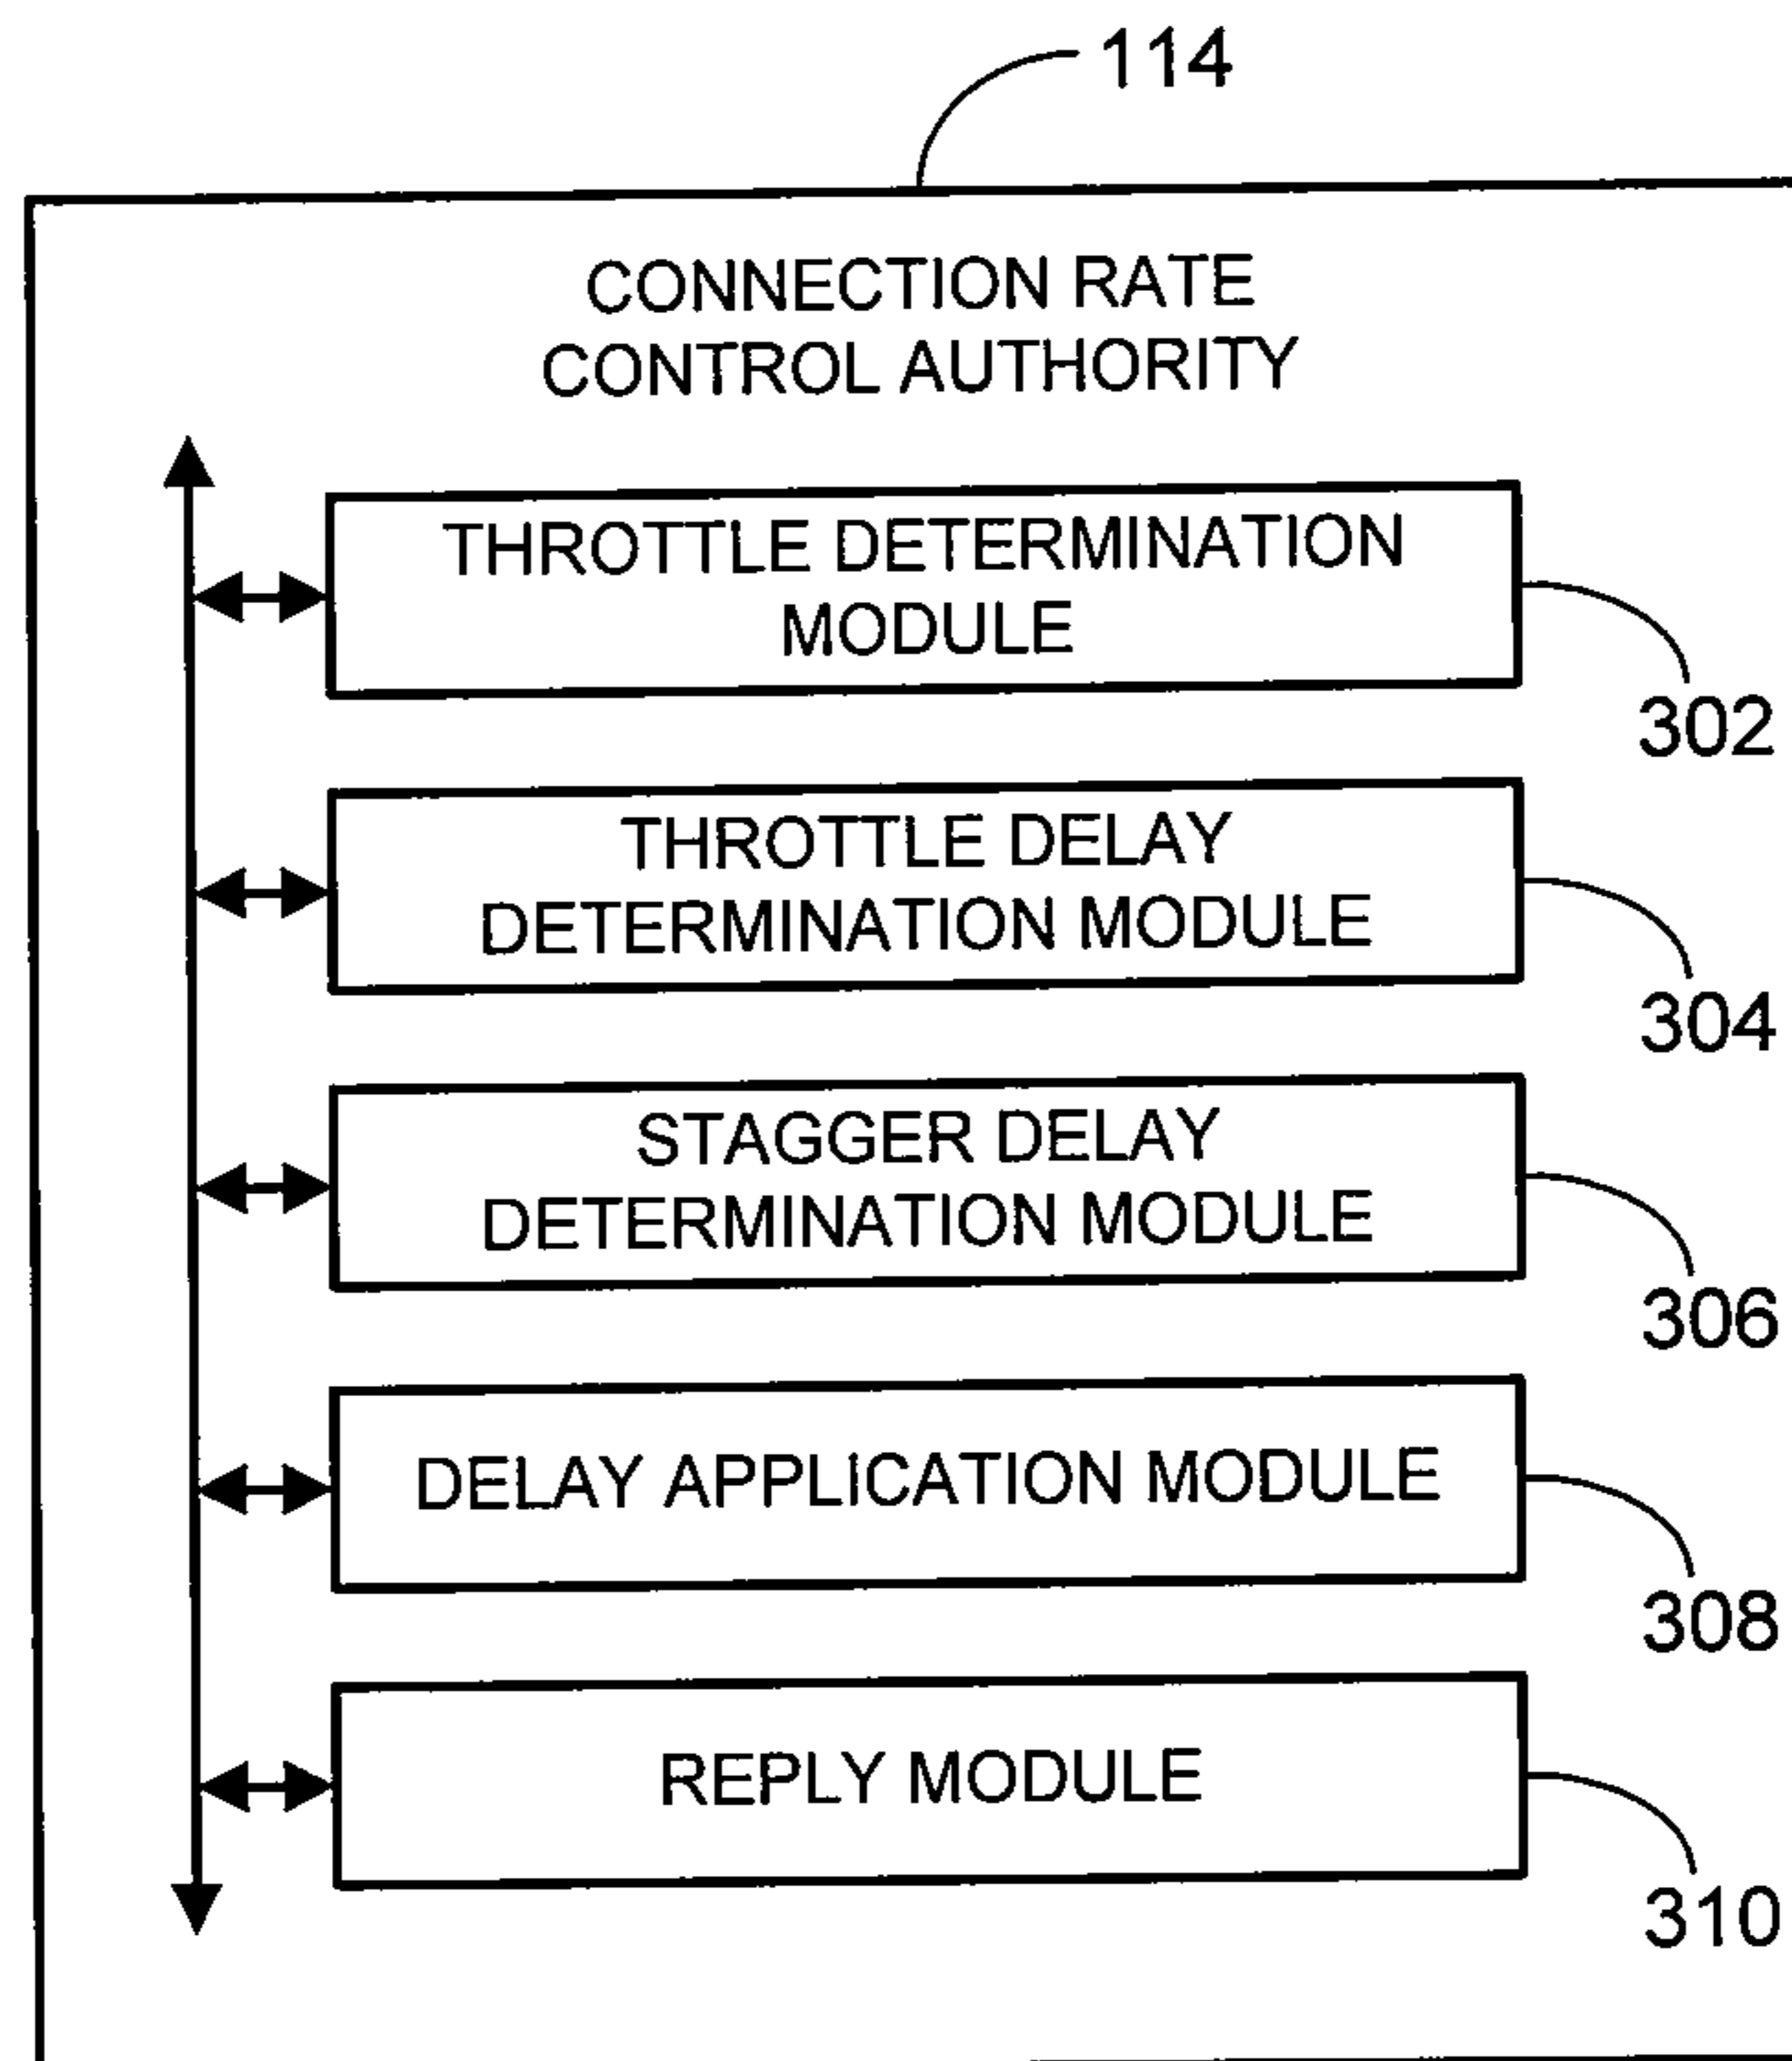 114
CONNECTION RATE
CONTROL AUTHORITY
THROTTLE DETERMINATION
MODULE
302
THROTTLE DELAY
DETERMINATION MODULE
304
STAGGER DELAY
DETERMINATION MODULE
306
DELAY APPLICATION MODULE
308
REPLY MODULE
310